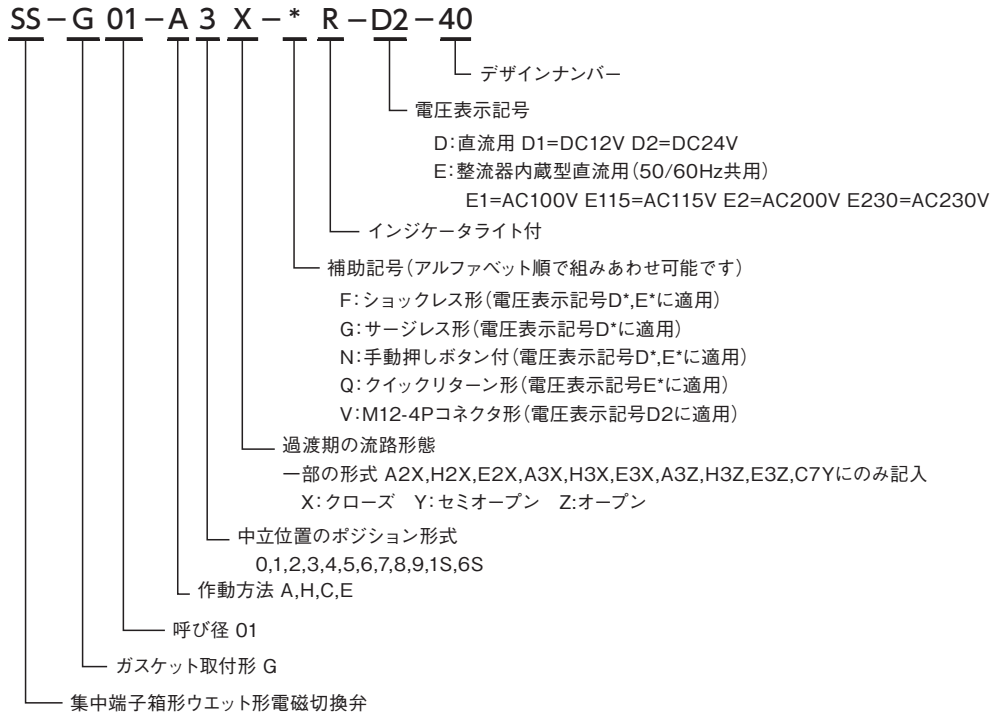 SS-G01-A3X-*R-D2-40
デザインナンバー
電圧表示記号
D:直流用 D1=DC12V D2=DC24V
E:整流器内蔵型直流用(50/60Hz共用)
E1=AC100V E115=AC115V E2=AC200V E230=AC230V
インジケータライト付
補助記号(アルファベット順で組みあわせ可能です)
F:ショックレス形(電圧表示記号D*,E*に適用)
G:サージレス形(電圧表示記号D*に適用)
N:手動押しボタン付(電圧表示記号D*,E*に適用)
Q:クイックリターン形(電圧表示記号E*に適用)
V:M12-4Pコネクタ形(電圧表示記号D2に適用)
過渡期の流路形態
一部の形式 A2X,H2X,E2X,A3X,H3X,E3X,A3Z,H3Z,E3Z,C7Yにのみ記入
X:クローズ Y:セミオープン Z:オープン
中立位置のポジション形式
0,1,2,3,4,5,6,7,8,9,1S,6S
作動方法 A,H,C,E
呼び径 01
ガスケット取付形 G
集中端子箱形ウエット形電磁切換弁